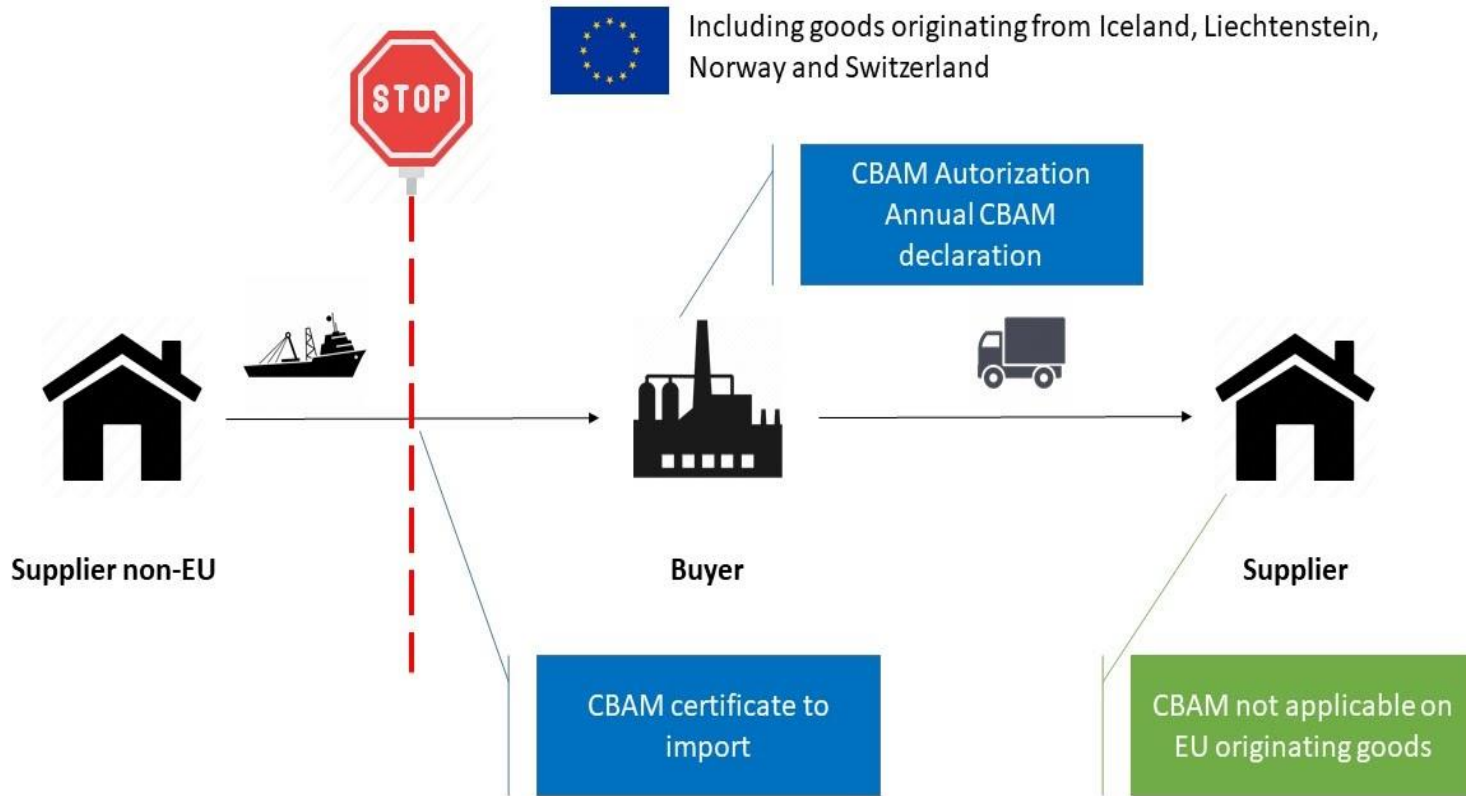 Including goods originating from Iceland, Liechtenstein,
Norway and Switzerland
STOP
CBAM Autorization
Annual CBAM
declaration
Supplier non-EU
Buyer
Supplier
CBAM certificate to
import
CBAM not applicable on
EU originating goods